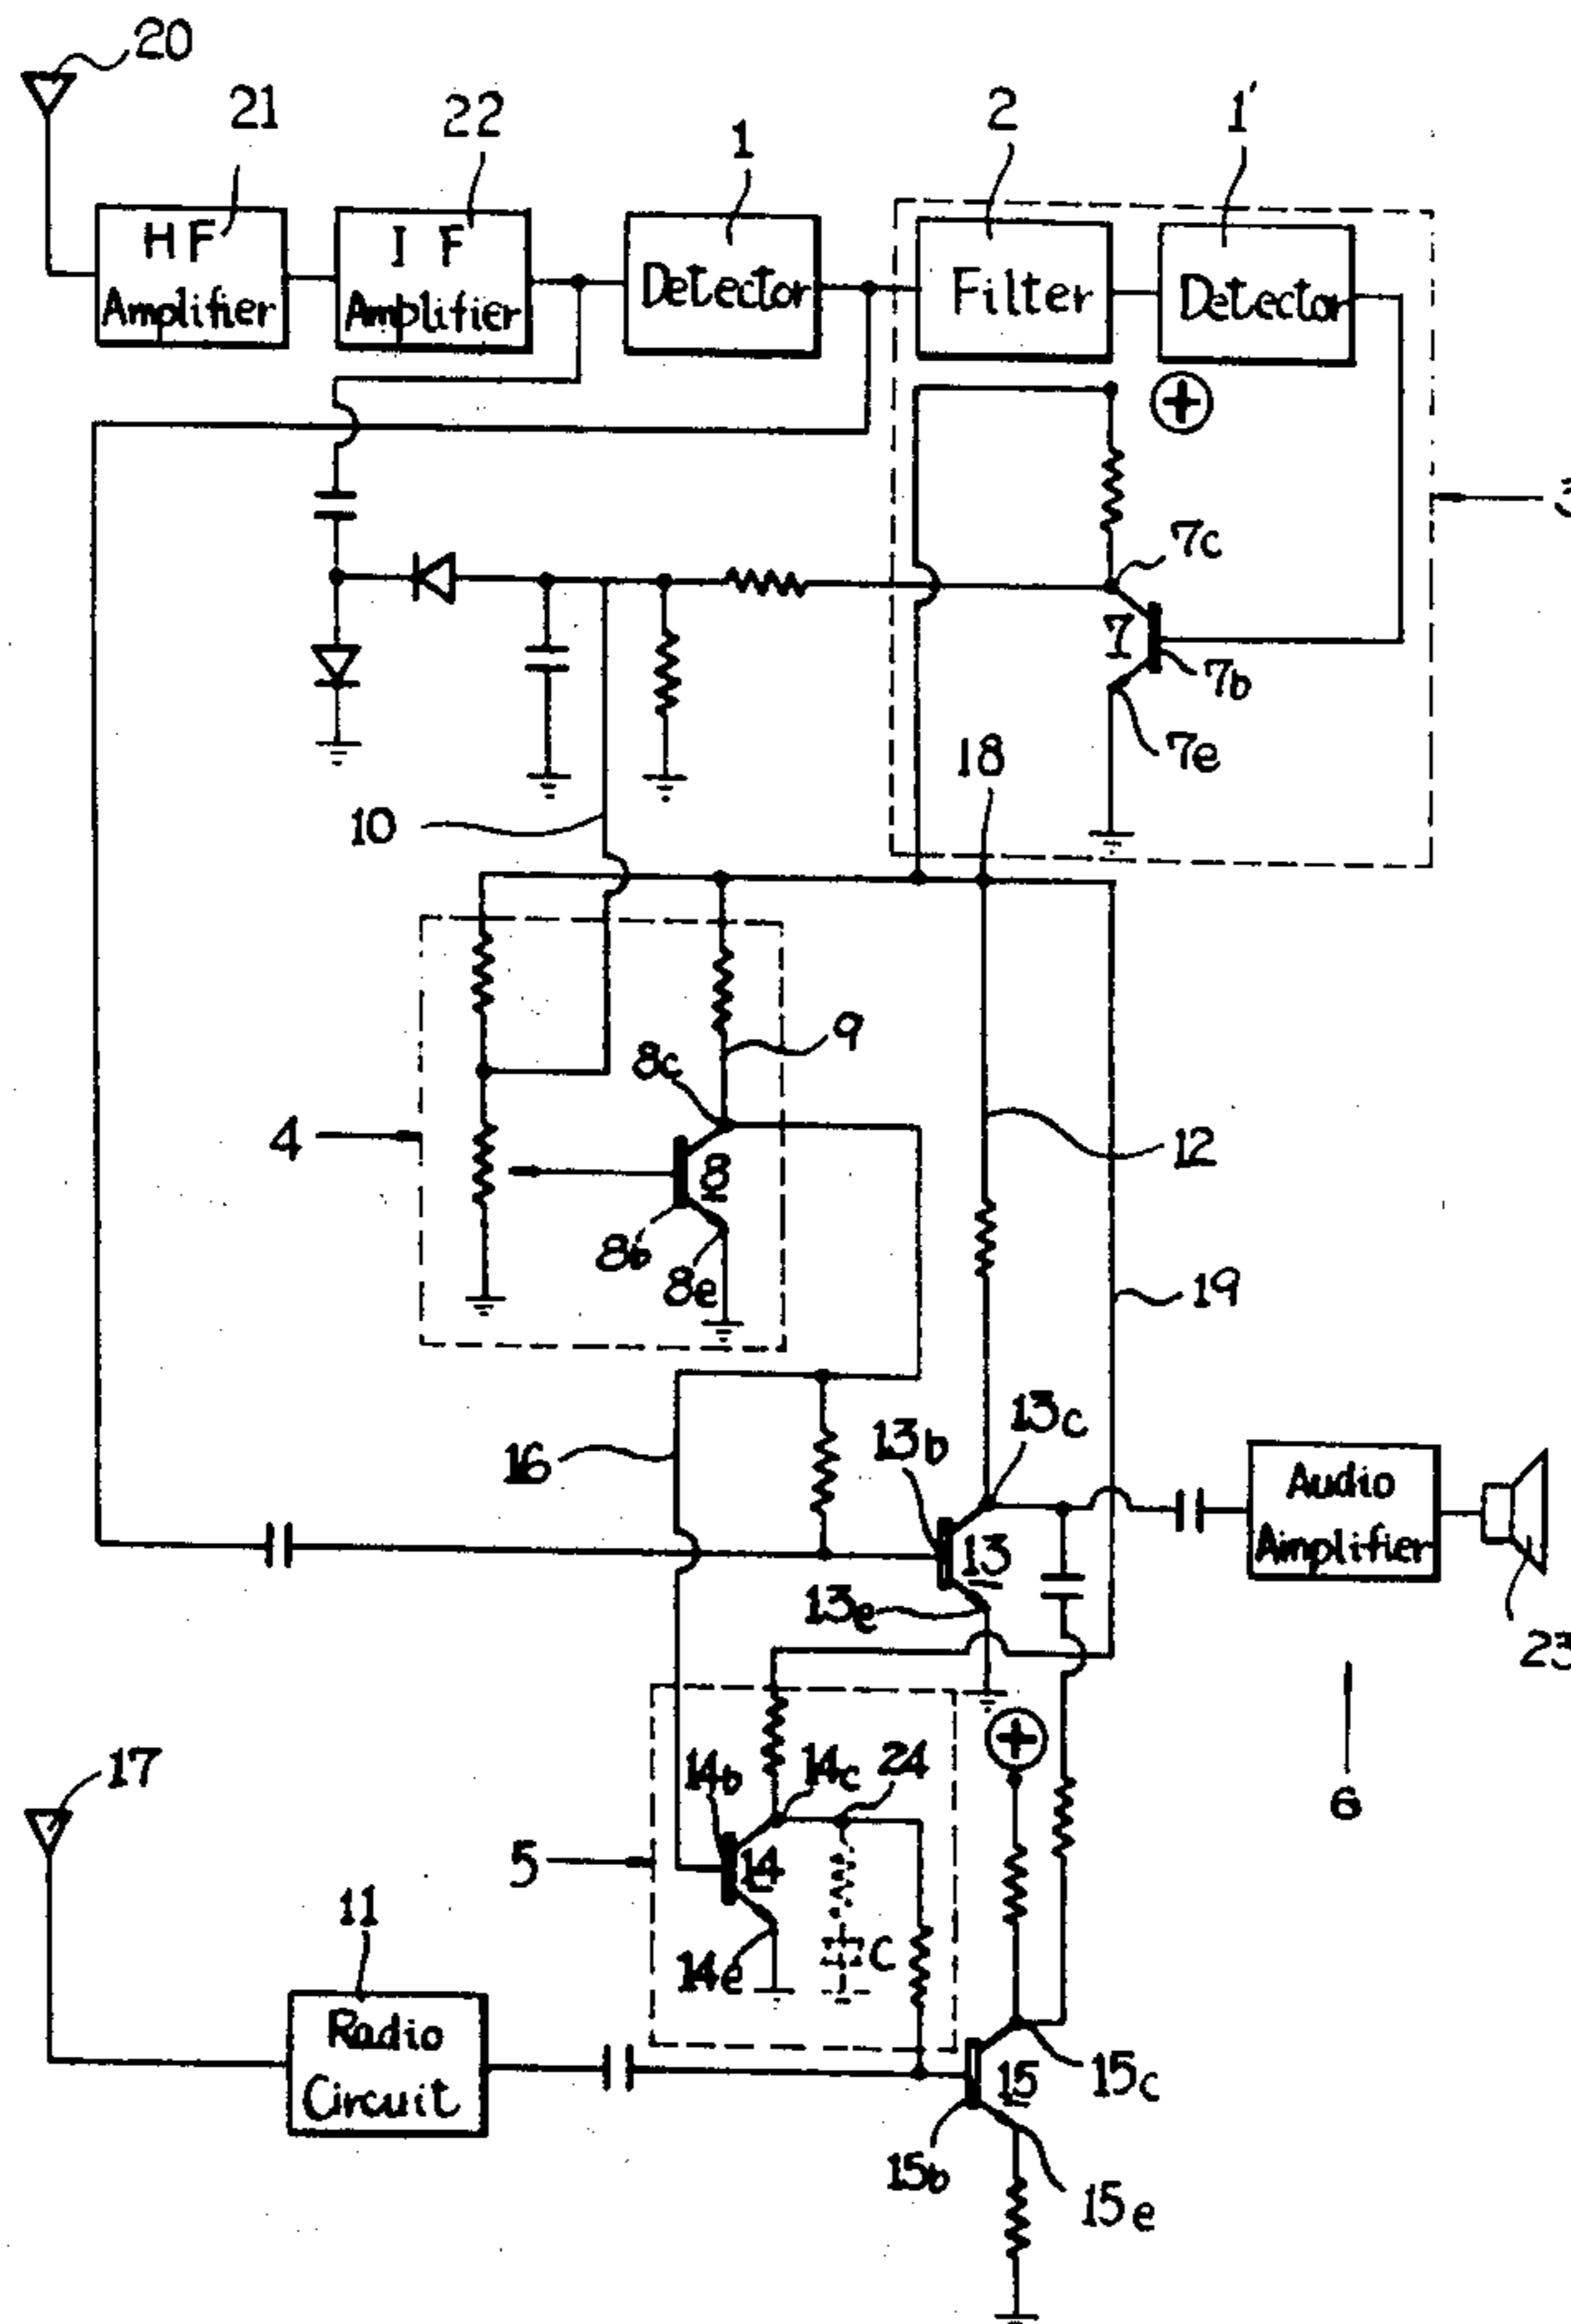 20
21
22
1
2
1'
HF
Amplifier
I F
Amplifier
Detector
Filter
Detector
7c
7
7b
7e
18
10
9
8c
4
8
8b
8e
12
19
13c
13b
16
13
13e
Audio
Amplifier
23
17
14b
14c
24
5
14
6
11
14e
C
Radio
Circuit
15
15c
15b
15e